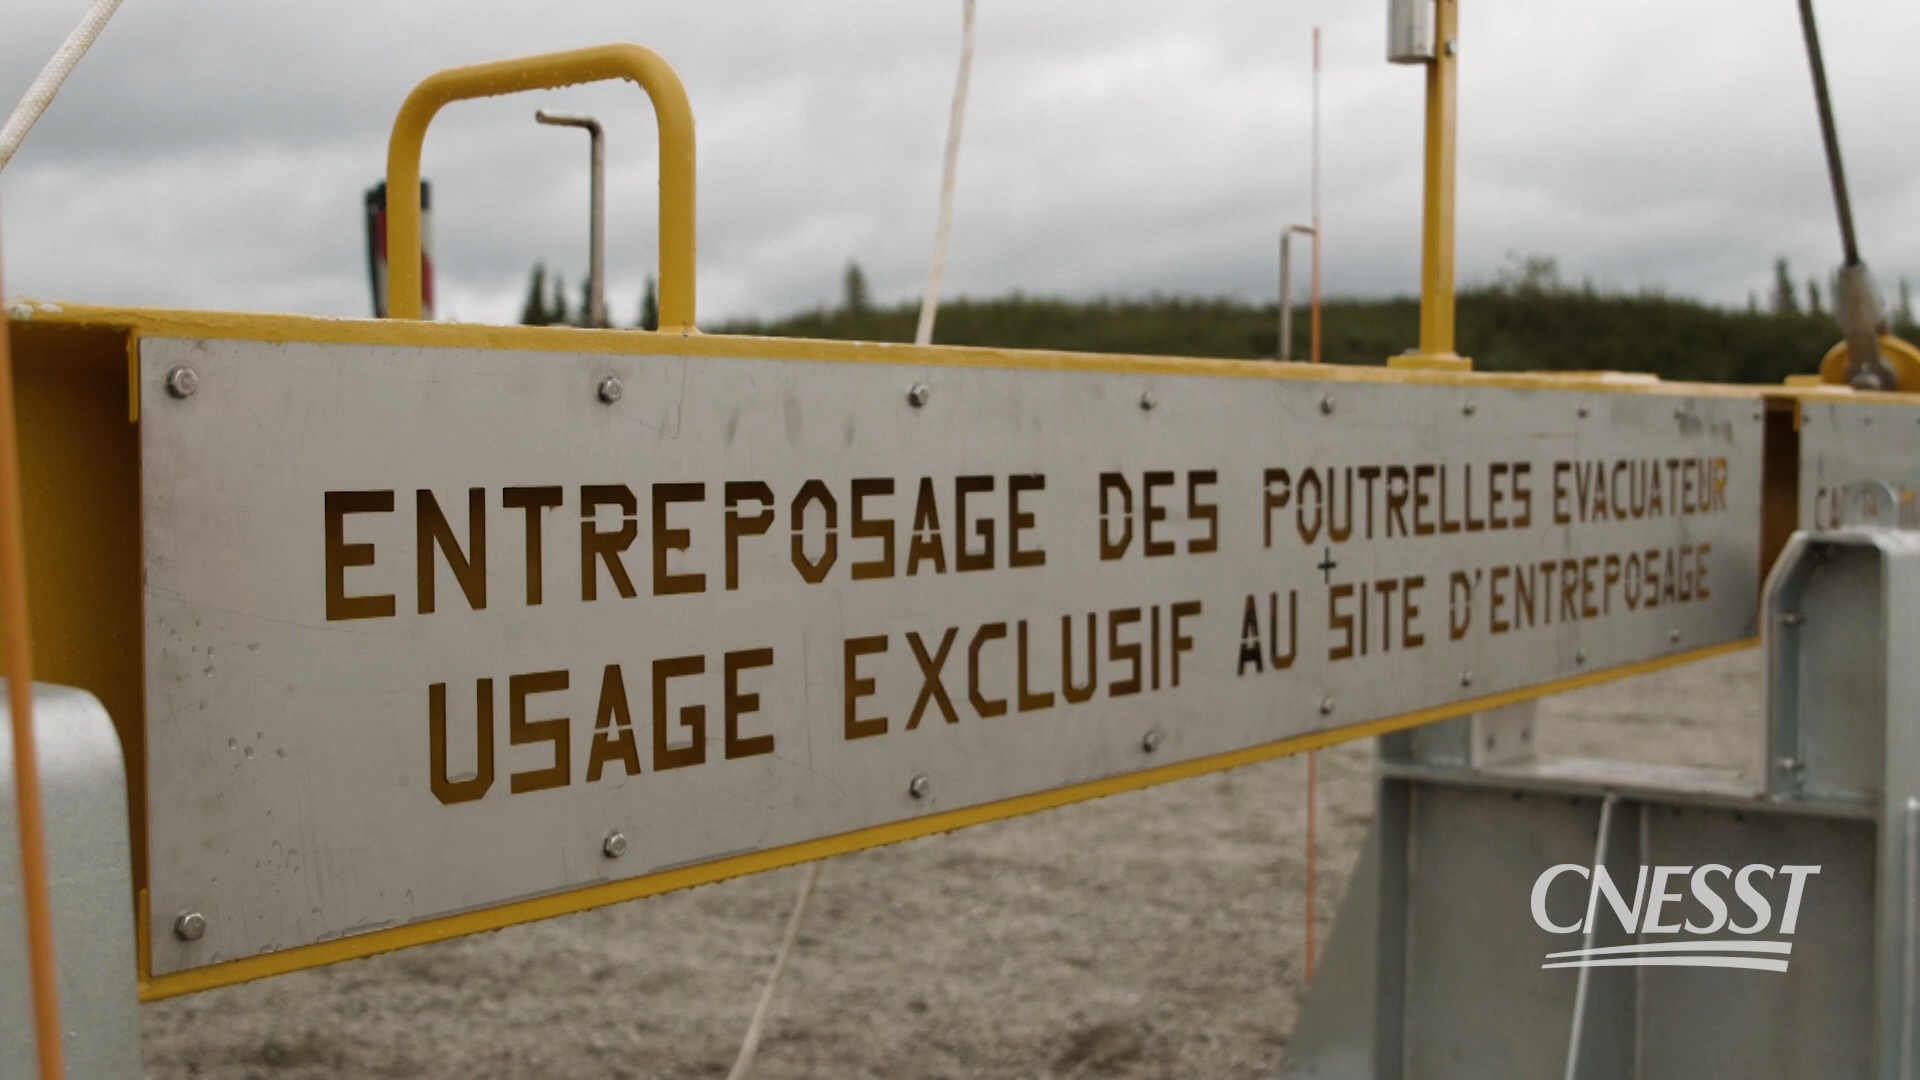 ENTREPOSAGE DES POUTRELLES EVACUATEUR
USAGE EXCLUSIF AU SITE D'ENTREPOSAGE
CNESST